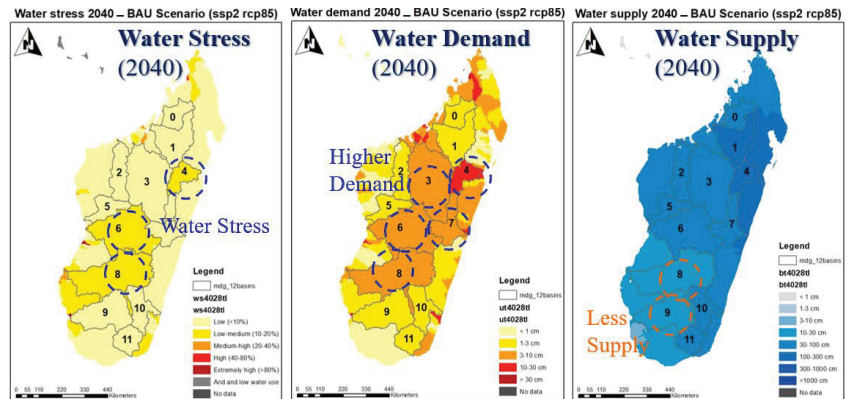 Water stress 2040 – BAU Scenario (ssp2 rcp85)
Water Stress
(2040)
0
1
2
3
4
5
6
8
9
10
11
Water Stress
Legend
mdg_12basins
ws4028tl
ws4028tl
Low (<10%)
Low-medium (10-20%)
Medium-high (20-40%)
High (40-80%)
Extremely high (>80%)
Arid and low water use
No data
0 55 110 220 330 440
Kilometers
Water demand 2040 – BAU Scenario (ssp2 rcp85)
Water Demand
(2040)
Higher
Demand
0
1
2
3
4
5
6
7
8
9
10
11
Legend
mdg_12basins
ut4028tl
ut4028tl
< 1 cm
1-3 cm
3-10 cm
10-30 cm
> 30 cm
No data
0 55 110 220 330 440
Kilometers
Water supply 2040 – BAU Scenario (ssp2 rcp85)
Water Supply
(2040)
0
1
2
3
4
5
6
7
8
9
10
11
Less
Supply
Legend
mdg_12basins
bt4028tl
bt4028tl
< 1 cm
1-3 cm
3-10 cm
10-30 cm
30-100 cm
100-300 cm
300-1000 cm
>1000 cm
No data
0 55 110 220 330 440
Kilometers